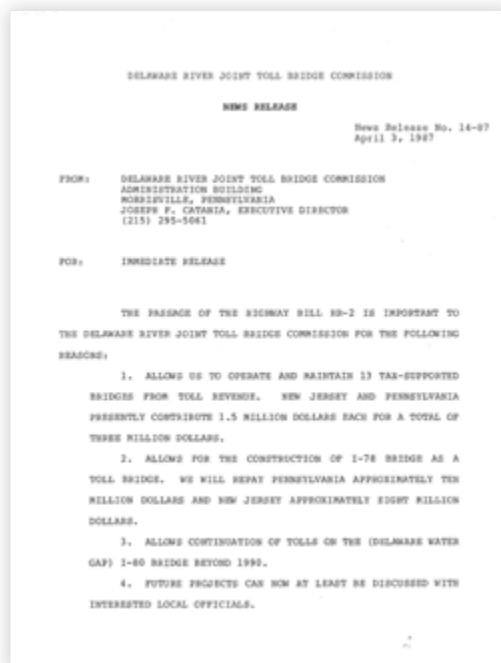 DELAWARE RIVER JOINT TOLL BRIDGE COMMISSION
NEWS RELEASE
News Release No. 14-87
April 3, 1987
FROM: DELAWARE RIVER JOINT TOLL BRIDGE COMMISSION
ADMINISTRATION BUILDING
MORRISVILLE, PENNSYLVANIA
JOSEPH F. CATANIA, EXECUTIVE DIRECTOR
(215) 295-5061
FOR: IMMEDIATE RELEASE
THE PASSAGE OF THE HIGHWAY BILL HR-2 IS IMPORTANT TO
THE DELAWARE RIVER JOINT TOLL BRIDGE COMMISSION FOR THE FOLLOWING
REASONS:
1. ALLOWS US TO OPERATE AND MAINTAIN 13 TAX-SUPPORTED
BRIDGES FROM TOLL REVENUE. NEW JERSEY AND PENNSYLVANIA
PRESENTLY CONTRIBUTE 1.5 MILLION DOLLARS EACH FOR A TOTAL OF
THREE MILLION DOLLARS.
2. ALLOWS FOR THE CONSTRUCTION OF I-78 BRIDGE AS A
TOLL BRIDGE. WE WILL REPAY PENNSYLVANIA APPROXIMATELY TEN
MILLION DOLLARS AND NEW JERSEY APPROXIMATELY EIGHT MILLION
DOLLARS.
3. ALLOWS CONTINUATION OF TOLLS ON THE (DELAWARE WATER
GAP) I-80 BRIDGE BEYOND 1990.
4. FUTURE PROJECTS CAN NOW AT LEAST BE DISCUSSED WITH
INTERESTED LOCAL OFFICIALS.